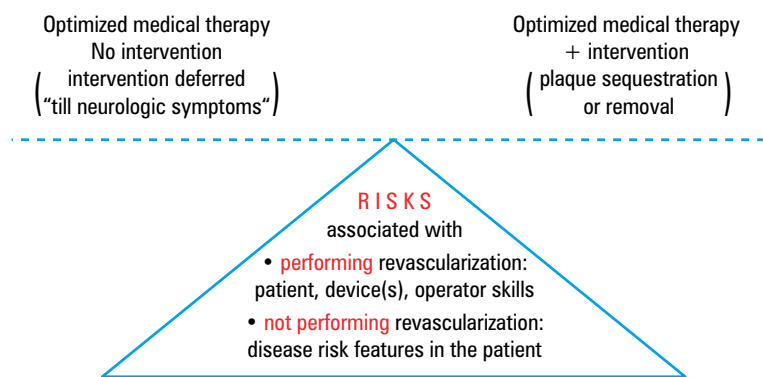 Optimized medical therapy
No intervention
( intervention deferred
“till neurologic symptoms“ )
Optimized medical therapy
+ intervention
( plaque sequestration
or removal )
RISKS
associated with
• performing revascularization:
patient, device(s), operator skills
• not performing revascularization:
disease risk features in the patient